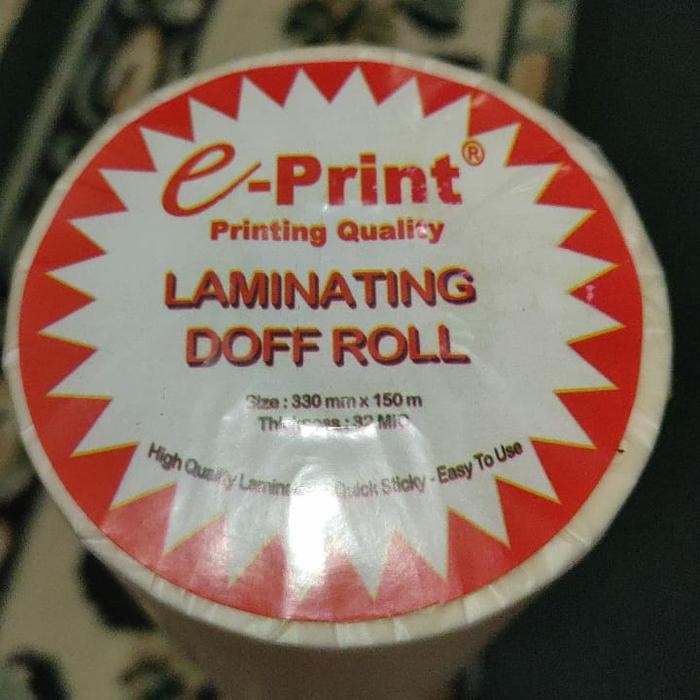 e-Print®
Printing Quality
LAMINATING
DOFF ROLL
Size : 330 mm x 150 m
Thickness : 32 MIC
High Quality Quick Sticky - Easy To Use